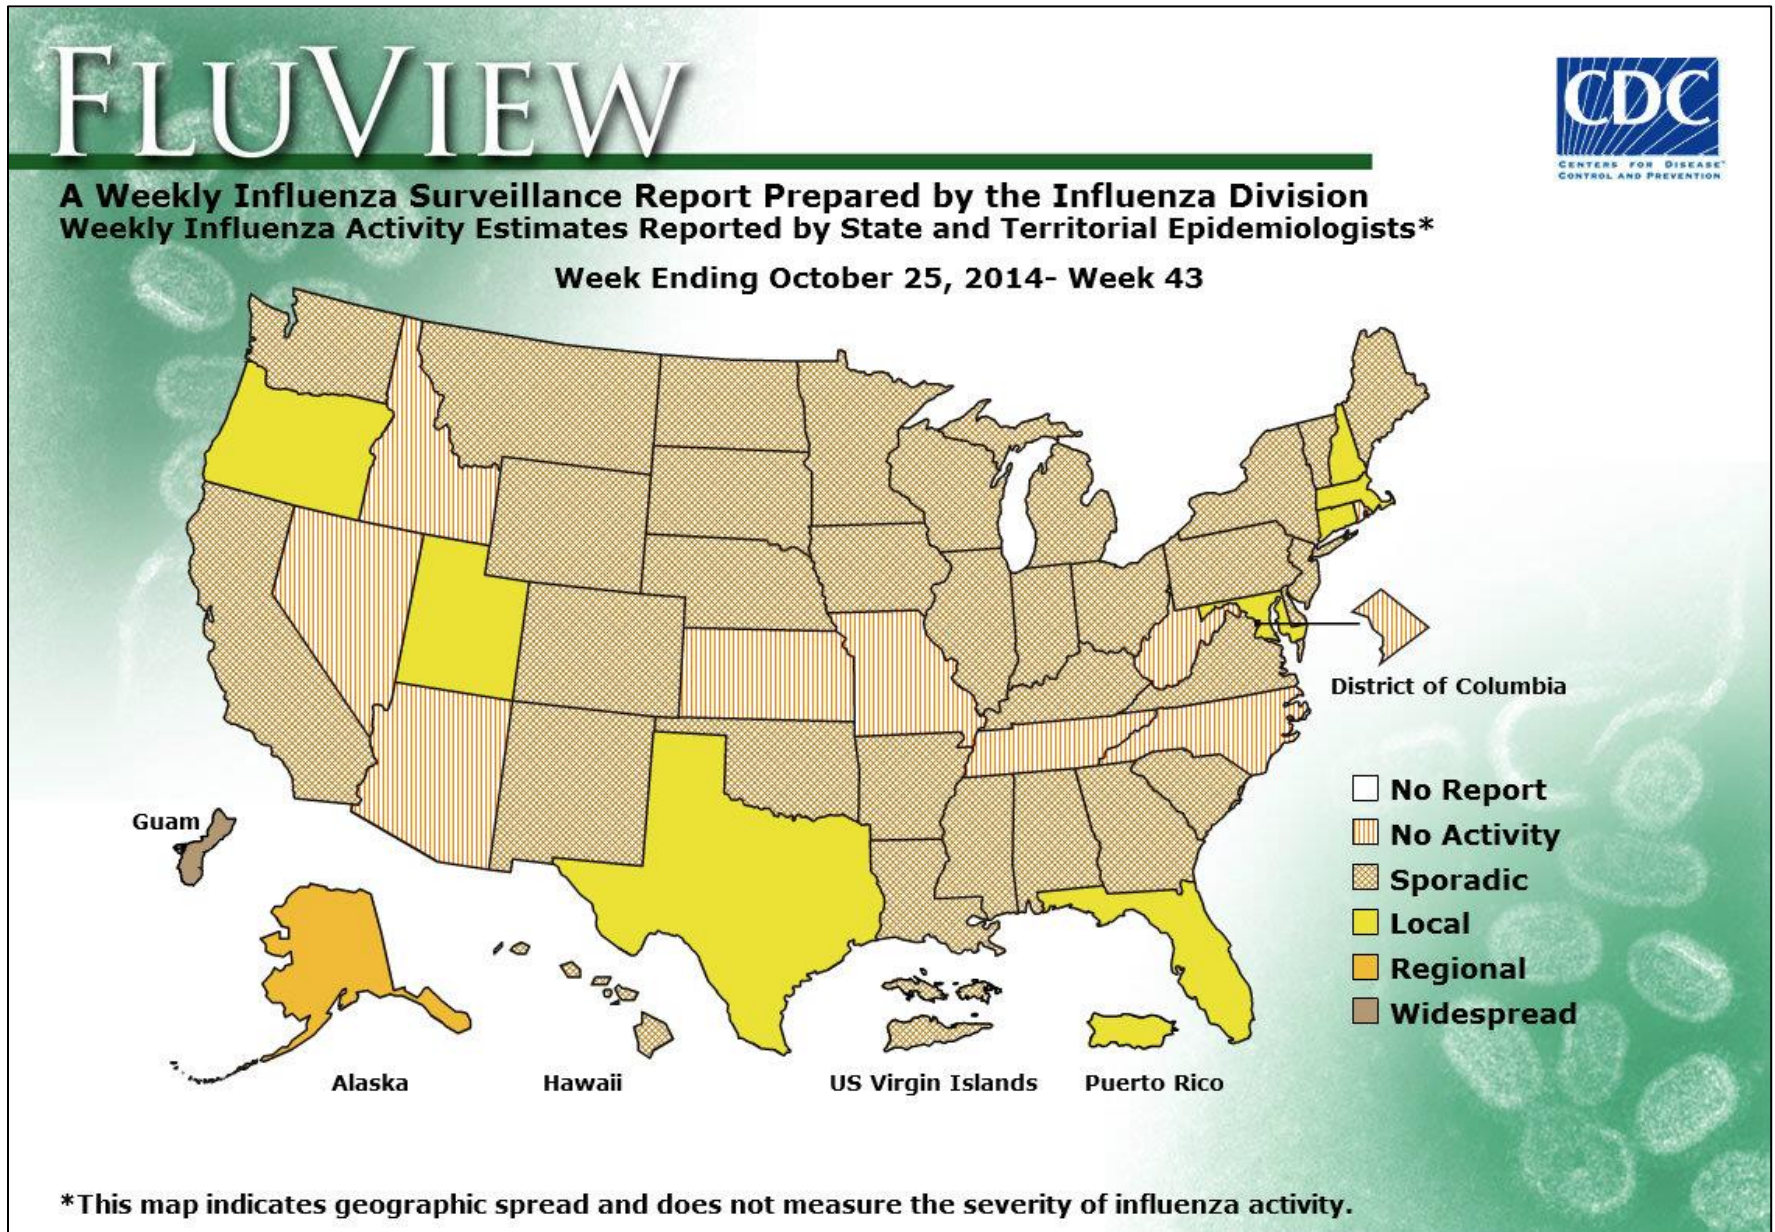 FLUVIEW
CDC
CENTERS FOR DISEASE™
CONTROL AND PREVENTION
A Weekly Influenza Surveillance Report Prepared by the Influenza Division
Weekly Influenza Activity Estimates Reported by State and Territorial Epidemiologists*
Week Ending October 25, 2014- Week 43
District of Columbia
No Report
No Activity
Sporadic
Local
Regional
Widespread
Guam
Alaska
Hawaii
US Virgin Islands
Puerto Rico
*This map indicates geographic spread and does not measure the severity of influenza activity.